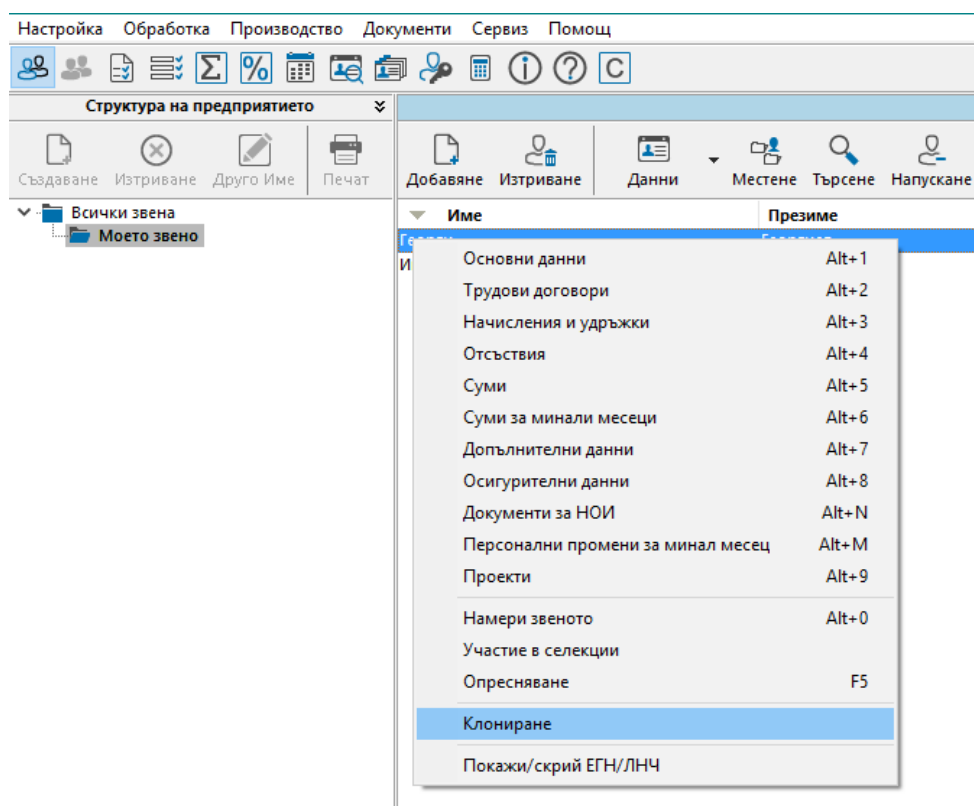 Настройка Обработка Производство Документи Сервиз Помощ
Структура на предприятието
Създаване Изтриване Друго Име Печат
Добавяне Изтриване Данни Местене Търсене Напускане
Всички звена
Моето звено
Име Презиме
И
Основни данни Alt+1
Трудови договори Alt+2
Начисления и удръжки Alt+3
Отсъствия Alt+4
Суми Alt+5
Суми за минали месеци Alt+6
Допълнителни данни Alt+7
Осигурителни данни Alt+8
Документи за НОИ Alt+N
Персонални промени за минал месец Alt+M
Проекти Alt+9
Намери звеното Alt+0
Участие в селекции
Опресняване F5
Клониране
Покажи/скрий ЕГН/ЛНЧ